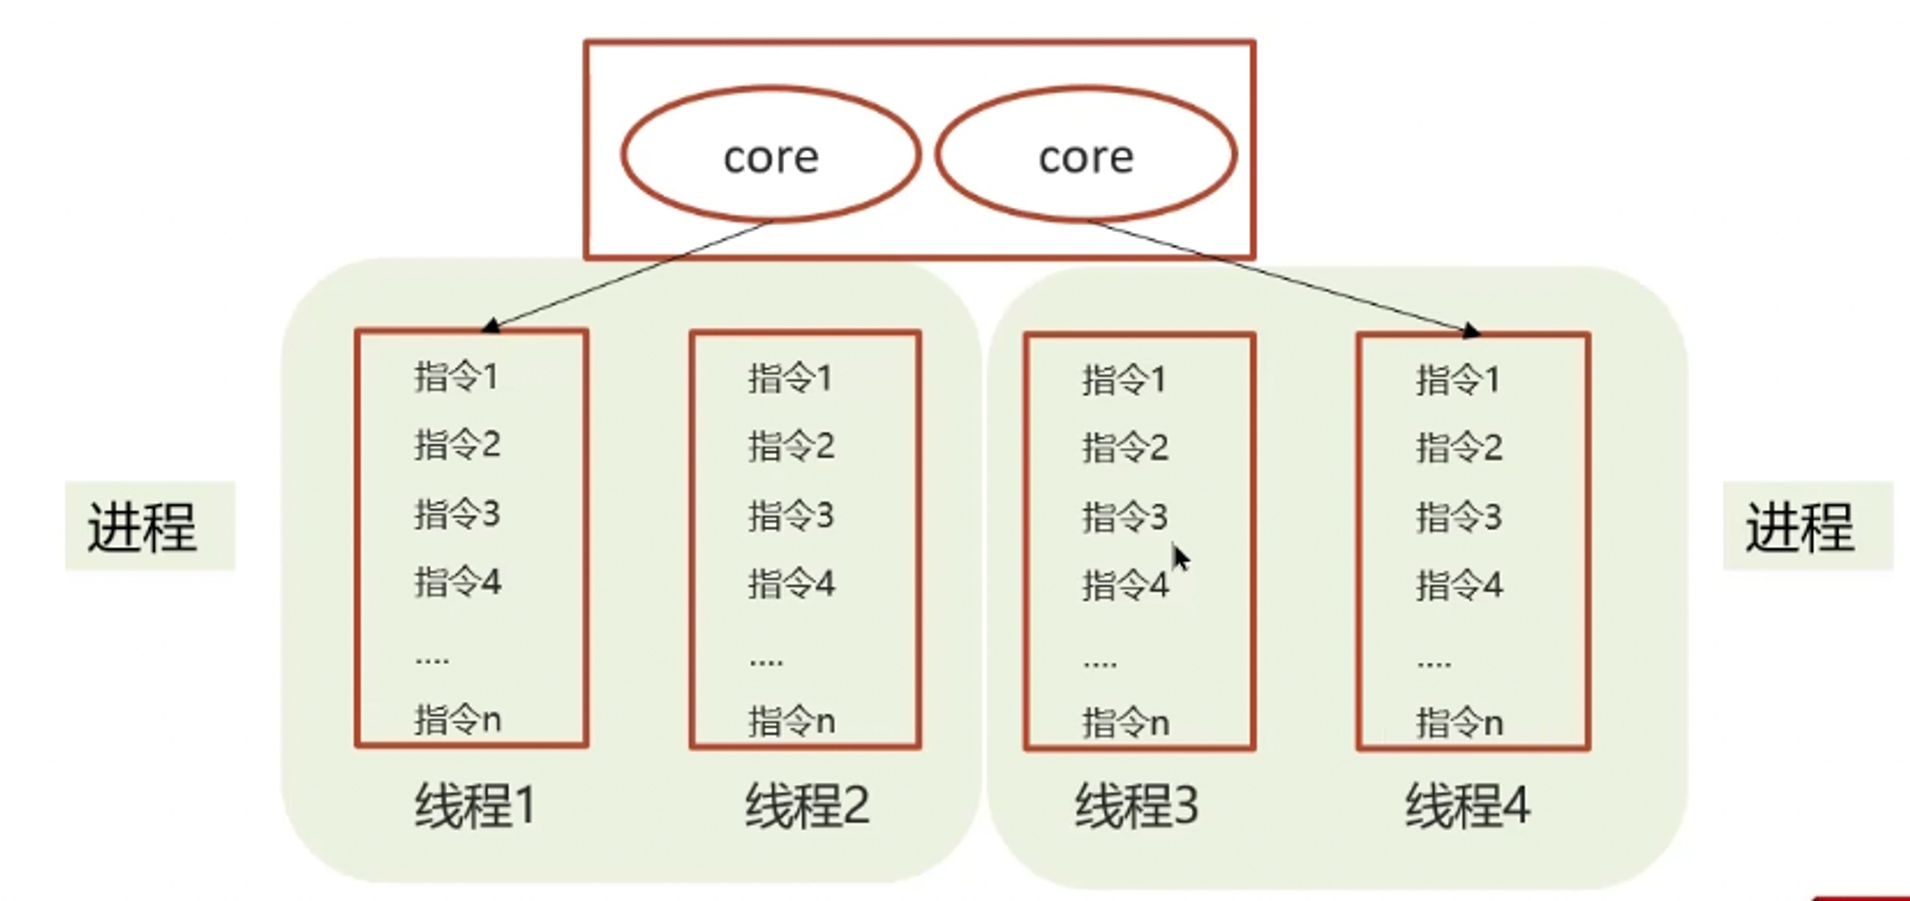 core
core
进程
指令1
指令2
指令3
指令4
....
指令n
线程1
指令1
指令2
指令3
指令4
....
指令n
线程2
指令1
指令2
指令3
指令4
....
指令n
线程3
指令1
指令2
指令3
指令4
....
指令n
线程4
进程